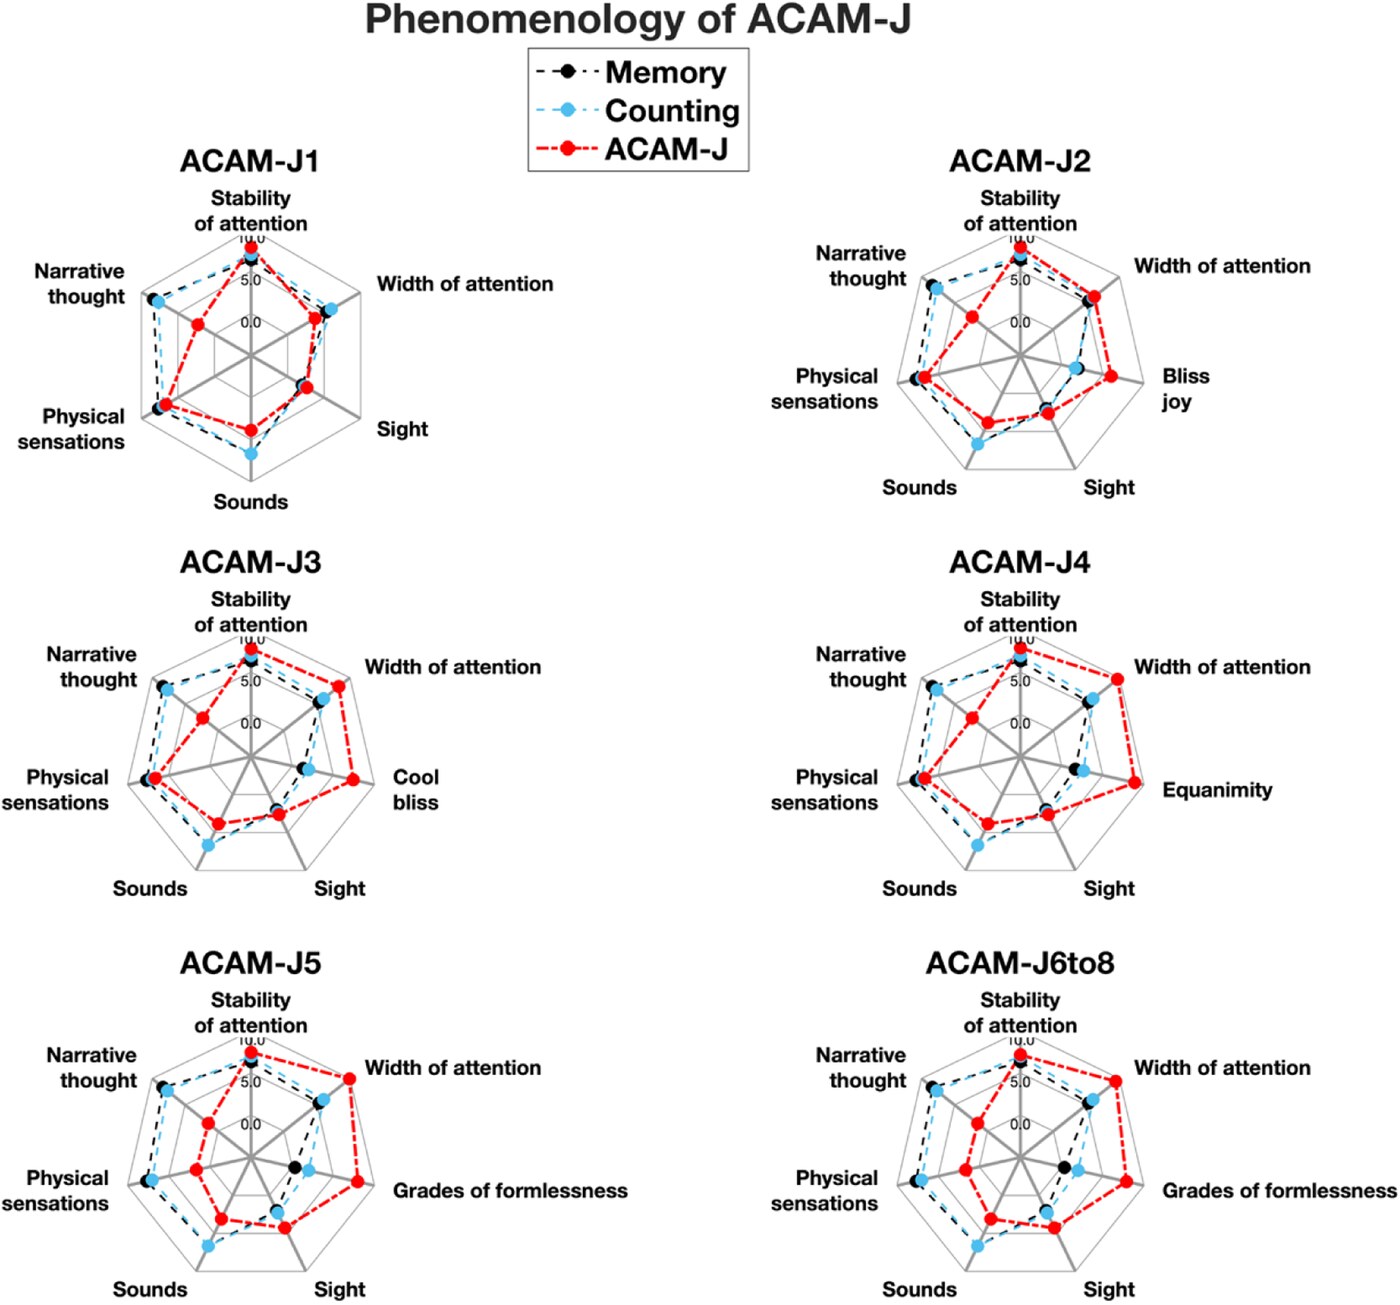 Phenomenology of ACAM-J
Memory
Counting
ACAM-J
ACAM-J1
Stability
of attention
10.0
5.0
0.0
Width of attention
Sight
Sounds
Physical
sensations
Narrative
thought
ACAM-J2
Stability
of attention
10.0
5.0
0.0
Width of attention
Bliss
joy
Sight
Sounds
Physical
sensations
Narrative
thought
ACAM-J3
Stability
of attention
10.0
5.0
0.0
Width of attention
Cool
bliss
Sight
Sounds
Physical
sensations
Narrative
thought
ACAM-J4
Stability
of attention
10.0
5.0
0.0
Width of attention
Equanimity
Sight
Sounds
Physical
sensations
Narrative
thought
ACAM-J5
Stability
of attention
10.0
5.0
0.0
Width of attention
Grades of formlessness
Sight
Sounds
Physical
sensations
Narrative
thought
ACAM-J6to8
Stability
of attention
10.0
5.0
0.0
Width of attention
Grades of formlessness
Sight
Sounds
Physical
sensations
Narrative
thought